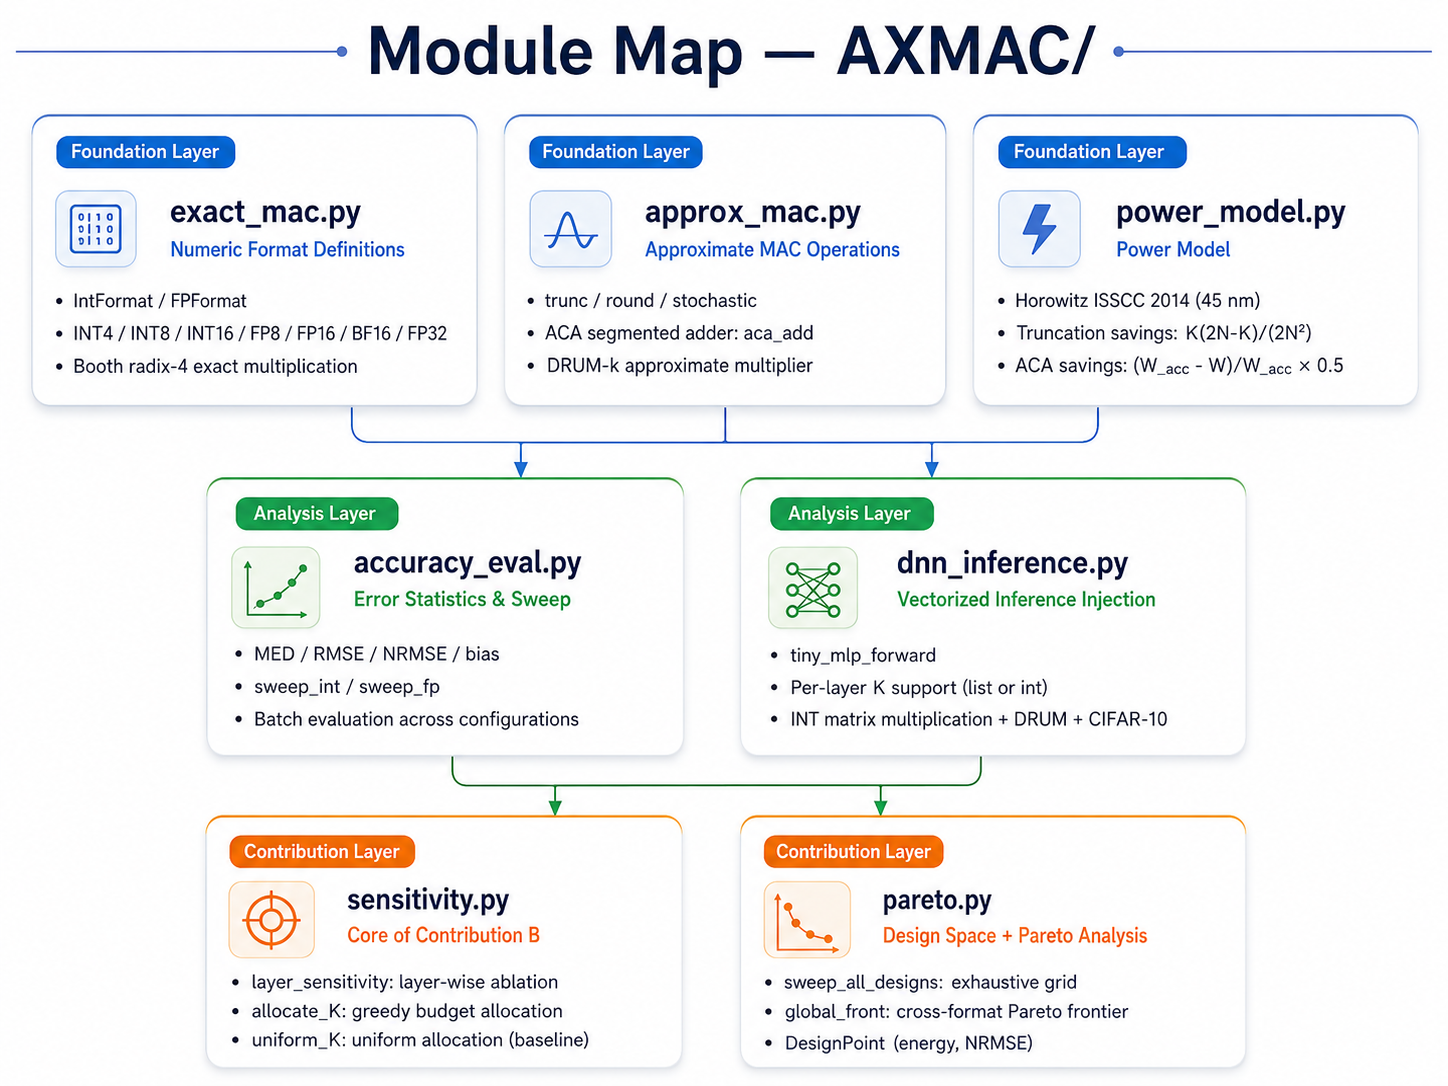 Module Map — AXMAC/
Foundation Layer
exact_mac.py
Numeric Format Definitions
• IntFormat / FPFormat
• INT4 / INT8 / INT16 / FP8 / FP16 / BF16 / FP32
• Booth radix-4 exact multiplication
Foundation Layer
approx_mac.py
Approximate MAC Operations
• trunc / round / stochastic
• ACA segmented adder: aca_add
• DRUM-k approximate multiplier
Foundation Layer
power_model.py
Power Model
• Horowitz ISSCC 2014 (45 nm)
• Truncation savings: K(2N-K)/(2N²)
• ACA savings: (W_acc - W)/W_acc × 0.5
Analysis Layer
accuracy_eval.py
Error Statistics & Sweep
• MED / RMSE / NRMSE / bias
• sweep_int / sweep_fp
• Batch evaluation across configurations
Analysis Layer
dnn_inference.py
Vectorized Inference Injection
• tiny_mlp_forward
• Per-layer K support (list or int)
• INT matrix multiplication + DRUM + CIFAR-10
Contribution Layer
sensitivity.py
Core of Contribution B
• layer_sensitivity: layer-wise ablation
• allocate_K: greedy budget allocation
• uniform_K: uniform allocation (baseline)
Contribution Layer
pareto.py
Design Space + Pareto Analysis
• sweep_all_designs: exhaustive grid
• global_front: cross-format Pareto frontier
• DesignPoint (energy, NRMSE)